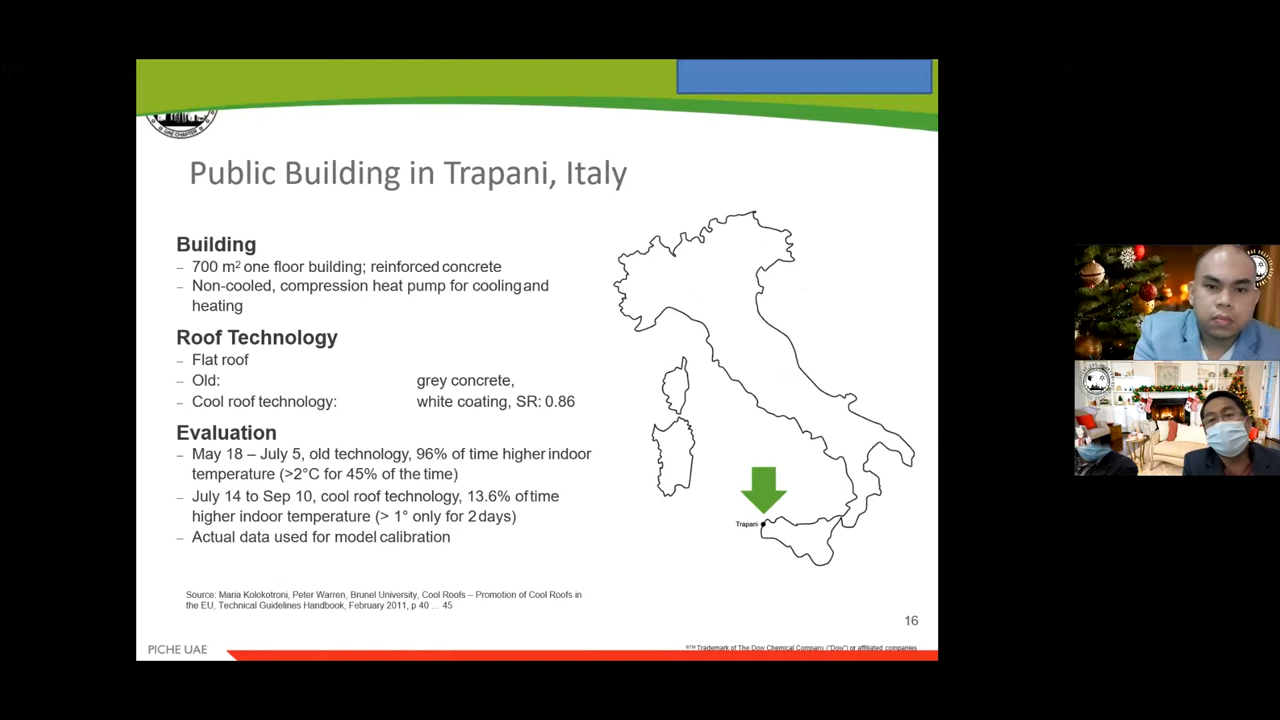 UAE CHAPTER
Public Building in Trapani, Italy
Building
– 700 m² one floor building; reinforced concrete
– Non-cooled, compression heat pump for cooling and
heating
Roof Technology
– Flat roof
– Old: grey concrete,
– Cool roof technology: white coating, SR: 0.86
Evaluation
– May 18 – July 5, old technology, 96% of time higher indoor
temperature (>2°C for 45% of the time)
– July 14 to Sep 10, cool roof technology, 13.6% of time
higher indoor temperature (> 1° only for 2 days)
– Actual data used for model calibration
Trapani
Source: Maria Kolokotroni, Peter Warren, Brunel University, Cool Roofs – Promotion of Cool Roofs in
the EU, Technical Guidelines Handbook, February 2011, p 40 ... 45
16
PICHE UAE
®™ Trademark of The Dow Chemical Company ("Dow") or affiliated companies